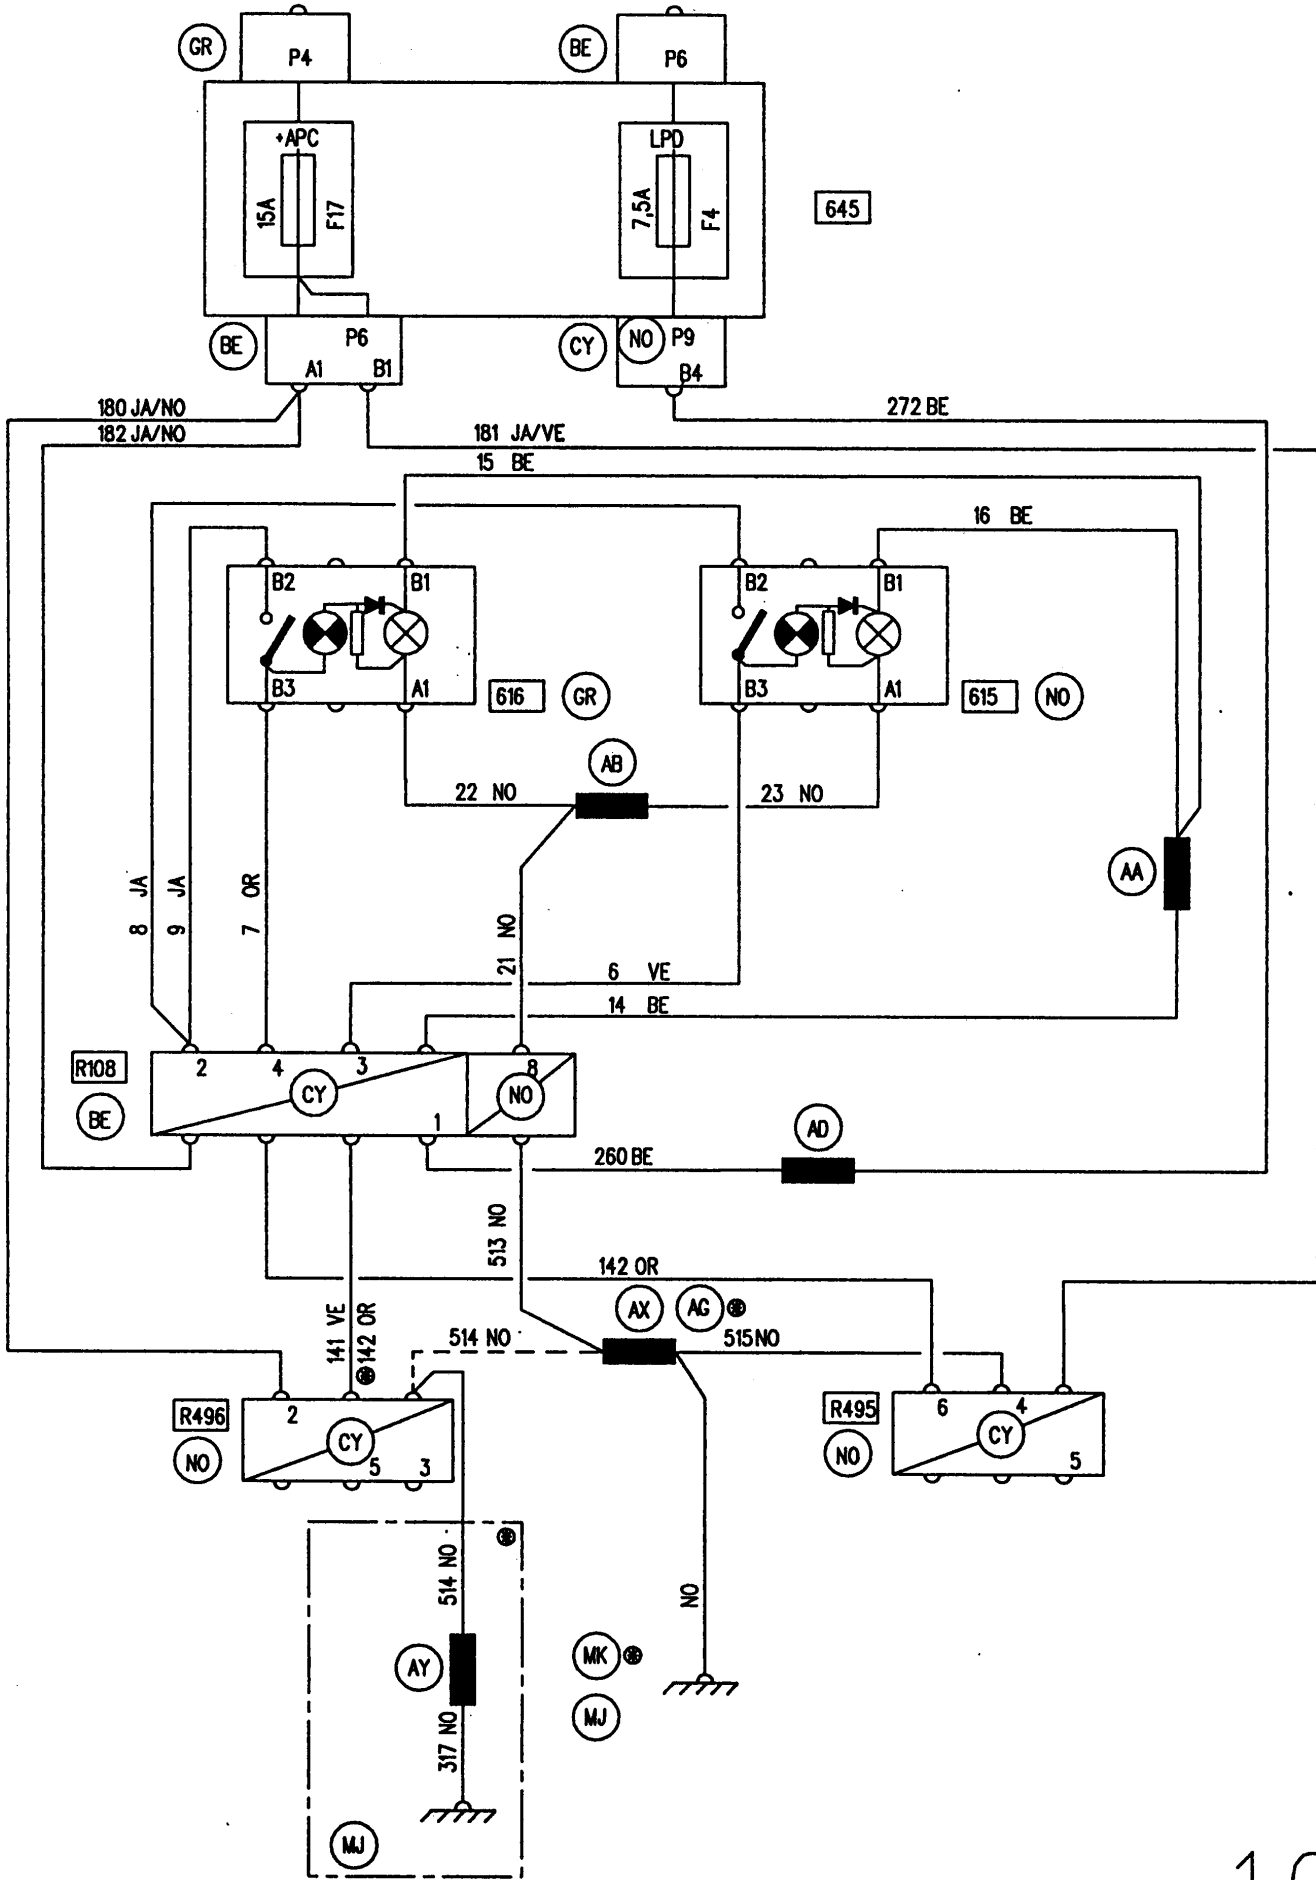 GR
P4
BE
P6
+APC
15A
F17
LPD
7,5A
F4
645
BE
P6
A1
B1
CY
NO
P9
B4
180 JA/NO
182 JA/NO
272 BE
181 JA/VE
15 BE
16 BE
B2
B1
B3
A1
616
GR
B2
B1
B3
A1
615
NO
AB
22 NO
23 NO
AA
8 JA
9 JA
7 OR
21 NO
6 VE
14 BE
R108
BE
2
4
3
CY
1
8
NO
AD
260 BE
513 NO
142 OR
141 VE
142 OR
AX
AG
514 NO
515 NO
R496
NO
2
CY
5
3
R495
NO
6
4
CY
5
514 NO
AY
317 NO
MJ
MK
MJ
NO